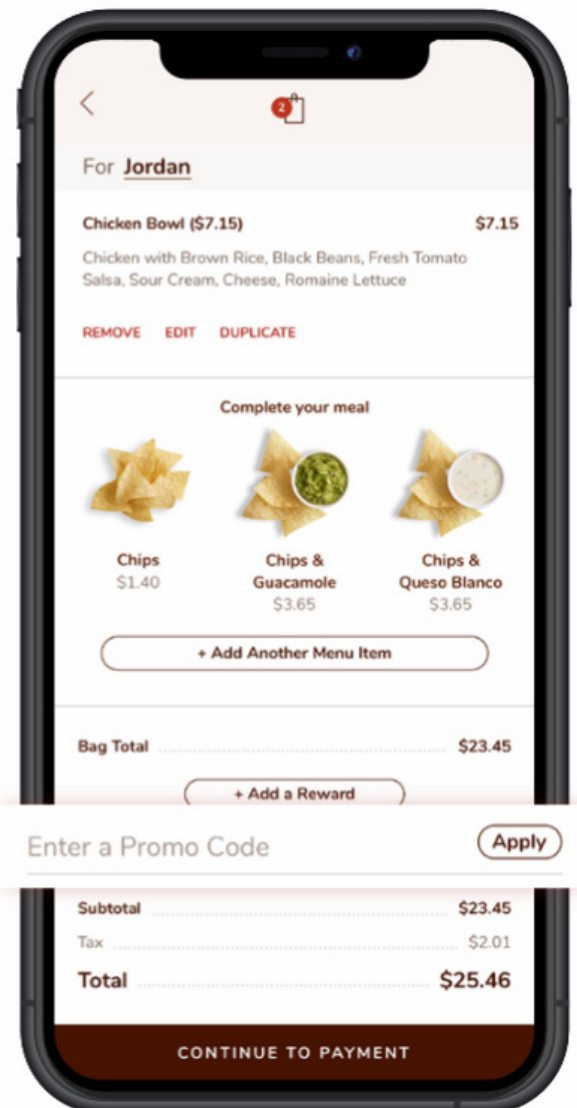 2
For Jordan
Chicken Bowl ($7.15) $7.15
Chicken with Brown Rice, Black Beans, Fresh Tomato
Salsa, Sour Cream, Cheese, Romaine Lettuce
REMOVE EDIT DUPLICATE
Complete your meal
Chips
$1.40
Chips &
Guacamole
$3.65
Chips &
Queso Blanco
$3.65
+ Add Another Menu Item
Bag Total $23.45
+ Add a Reward
Enter a Promo Code Apply
Subtotal $23.45
Tax $2.01
Total $25.46
CONTINUE TO PAYMENT